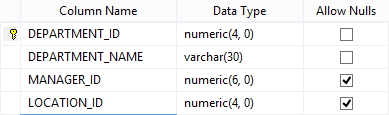 Column Name Data Type Allow Nulls
DEPARTMENT_ID numeric(4, 0)
DEPARTMENT_NAME varchar(30)
MANAGER_ID numeric(6, 0)
LOCATION_ID numeric(4, 0)